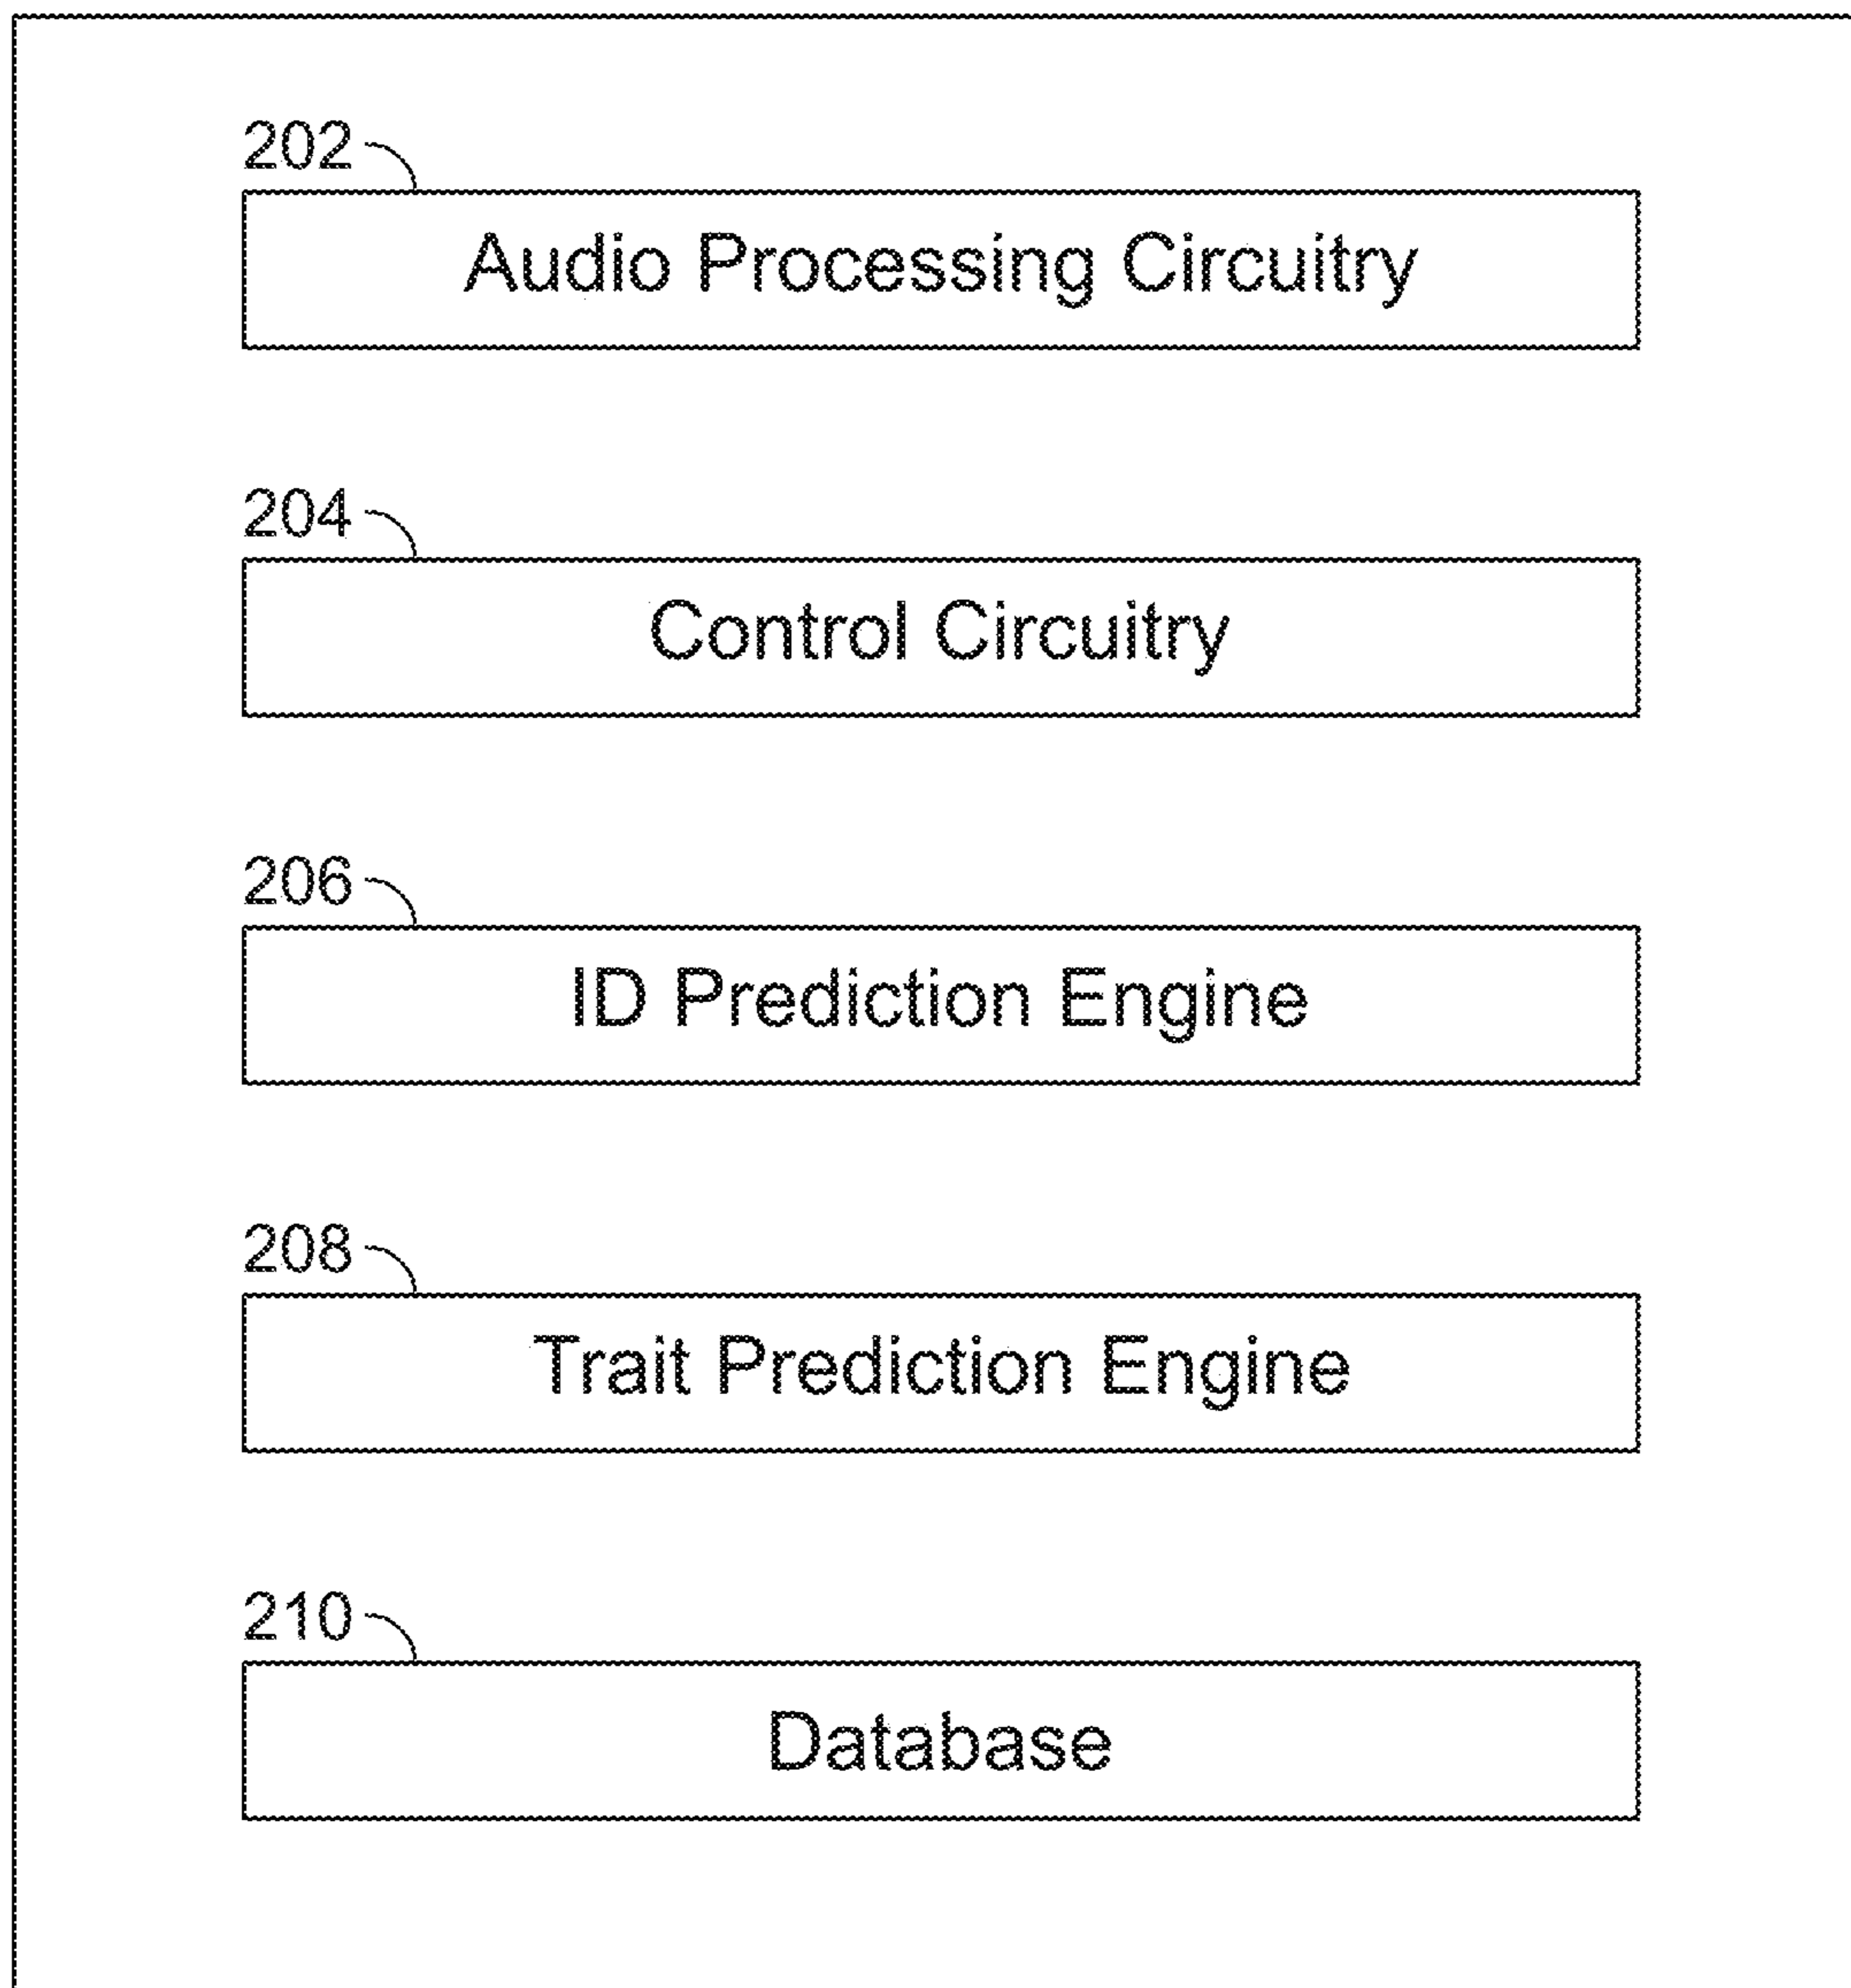 202
Audio Processing Circuitry
204
Control Circuitry
206
ID Prediction Engine
208
Trait Prediction Engine
210
Database